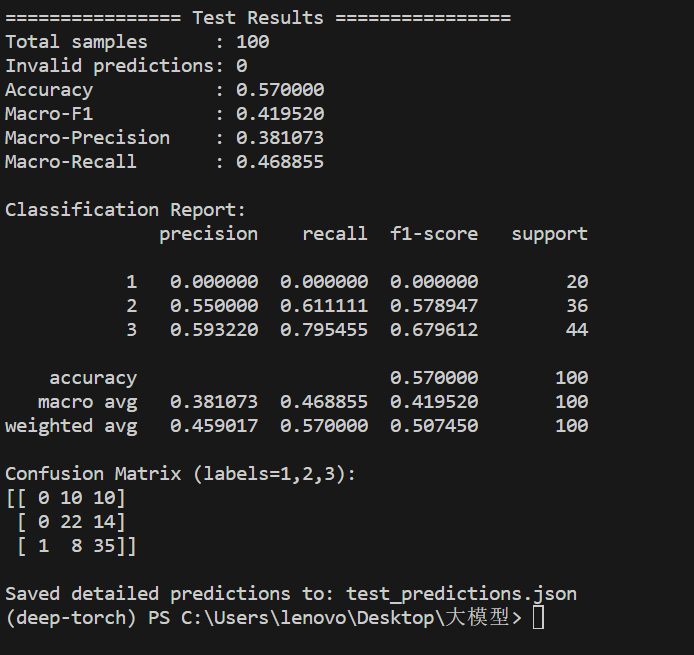 ================ Test Results ================
Total samples      : 100
Invalid predictions: 0
Accuracy           : 0.570000
Macro-F1           : 0.419520
Macro-Precision    : 0.381073
Macro-Recall       : 0.468855
Classification Report:
              precision    recall  f1-score   support
           1   0.000000  0.000000  0.000000        20
           2   0.550000  0.611111  0.578947        36
           3   0.593220  0.795455  0.679612        44
    accuracy                       0.570000       100
   macro avg   0.381073  0.468855  0.419520       100
weighted avg   0.459017  0.570000  0.507450       100
Confusion Matrix (labels=1,2,3):
[[ 0 10 10]
 [ 0 22 14]
 [ 1  8 35]]
Saved detailed predictions to: test_predictions.json
(deep-torch) PS C:\Users\lenovo\Desktop\大模型>